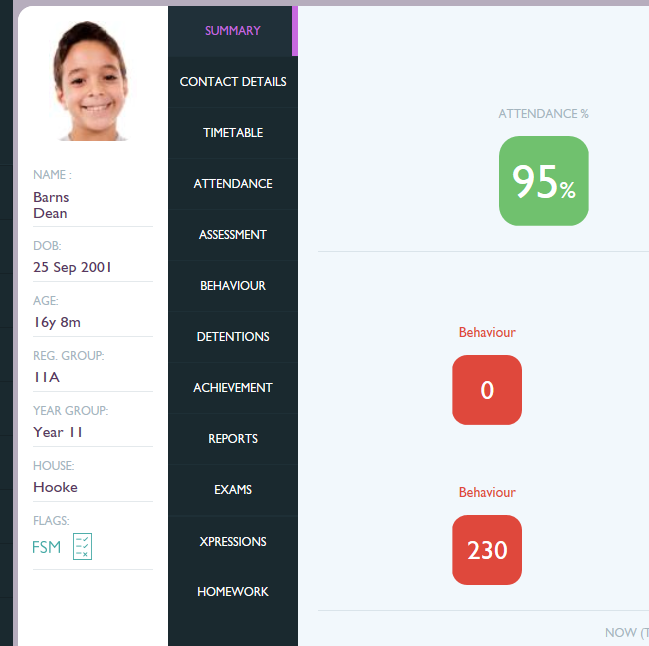 NAME :
Barns
Dean
DOB:
25 Sep 2001
AGE:
16y 8m
REG. GROUP:
11A
YEAR GROUP:
Year 11
HOUSE:
Hooke
FLAGS:
FSM
SUMMARY
CONTACT DETAILS
TIMETABLE
ATTENDANCE
ASSESSMENT
BEHAVIOUR
DETENTIONS
ACHIEVEMENT
REPORTS
EXAMS
XPRESSIONS
HOMEWORK
ATTENDANCE %
95%
Behaviour
0
Behaviour
230
NOW (T